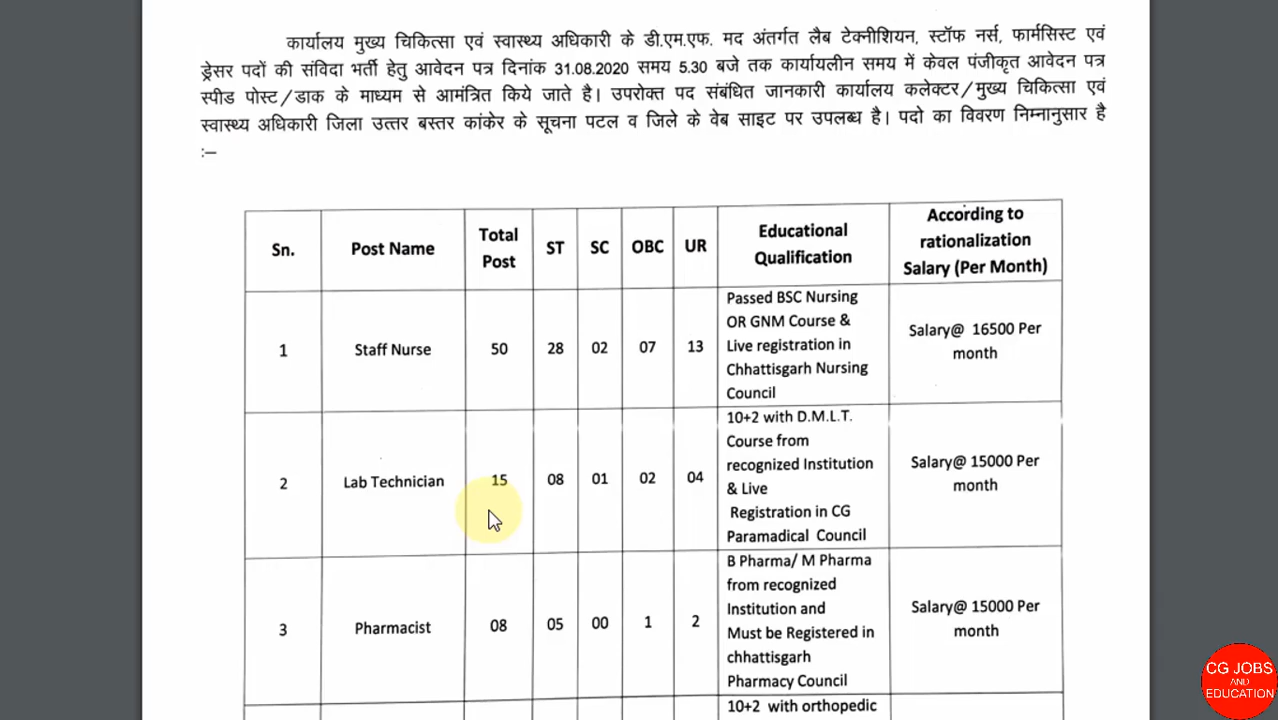 कार्यालय मुख्य चिकित्सा एवं स्वास्थ्य अधिकारी के डी.एम.एफ. मद अंतर्गत लैब टेक्नीशियन, स्टॉफ नर्स, फार्मसिस्ट एवं
ड्रेसर पदों की संविदा भर्ती हेतु आवेदन पत्र दिनांक 31.08.2020 समय 5.30 बजे तक कार्यायलीन समय में केवल पंजीकृत आवेदन पत्र
स्पीड पोस्ट/डाक के माध्यम से आमंत्रित किये जाते है। उपरोक्त पद संबंधित जानकारी कार्यालय कलेक्टर/मुख्य चिकित्सा एवं
स्वास्थ्य अधिकारी जिला उत्तर बस्तर कांकेर के सूचना पटल व जिले के वेब साइट पर उपलब्ध है। पदो का विवरण निम्नानुसार है
:–
Sn. Post Name Total Post ST SC OBC UR Educational Qualification According to rationalization Salary (Per Month)
1 Staff Nurse 50 28 02 07 13 Passed BSC Nursing OR GNM Course & Live registration in Chhattisgarh Nursing Council Salary@ 16500 Per month
2 Lab Technician 15 08 01 02 04 10+2 with D.M.L.T. Course from recognized Institution & Live Registration in CG Paramadical Council Salary@ 15000 Per month
3 Pharmacist 08 05 00 1 2 B Pharma/ M Pharma from recognized Institution and Must be Registered in chhattisgarh Pharmacy Council Salary@ 15000 Per month
10+2 with orthopedic
CG JOBS
AND
EDUCATION